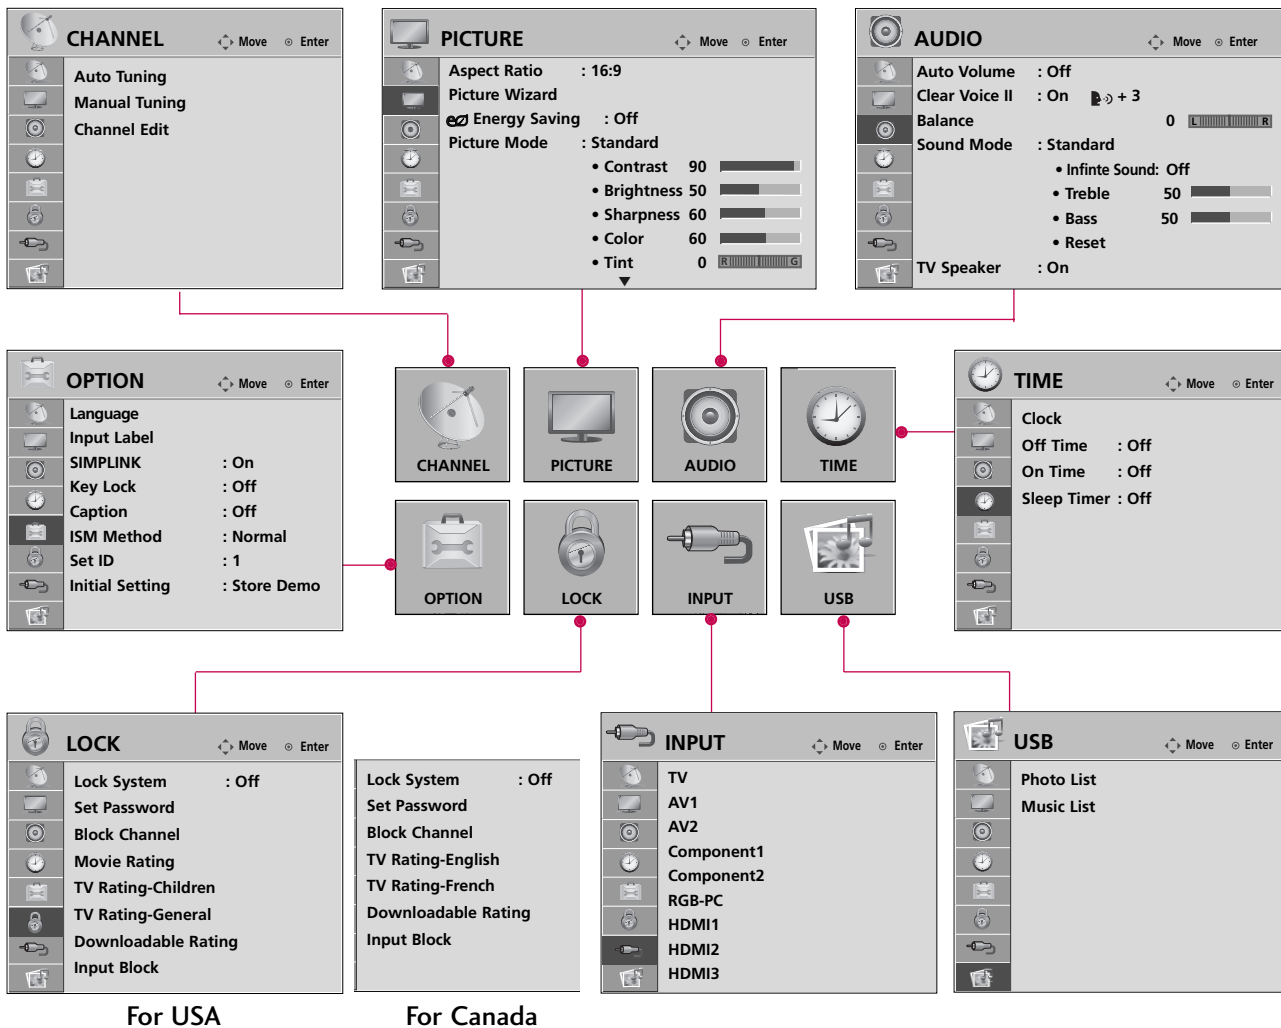 CHANNEL Move Enter
Auto Tuning
Manual Tuning
Channel Edit
PICTURE Move Enter
Aspect Ratio : 16:9
Picture Wizard
Energy Saving : Off
Picture Mode : Standard
• Contrast 90
• Brightness 50
• Sharpness 60
• Color 60
• Tint 0 R G
AUDIO Move Enter
Auto Volume : Off
Clear Voice II : On + 3
Balance 0 L R
Sound Mode : Standard
• Infinte Sound: Off
• Treble 50
• Bass 50
• Reset
TV Speaker : On
OPTION Move Enter
Language
Input Label
SIMPLINK : On
Key Lock : Off
Caption : Off
ISM Method : Normal
Set ID : 1
Initial Setting : Store Demo
CHANNEL
PICTURE
AUDIO
TIME
OPTION
LOCK
INPUT
USB
TIME Move Enter
Clock
Off Time : Off
On Time : Off
Sleep Timer : Off
LOCK Move Enter
Lock System : Off
Set Password
Block Channel
Movie Rating
TV Rating-Children
TV Rating-General
Downloadable Rating
Input Block
For USA
Lock System : Off
Set Password
Block Channel
TV Rating-English
TV Rating-French
Downloadable Rating
Input Block
For Canada
INPUT Move Enter
TV
AV1
AV2
Component1
Component2
RGB-PC
HDMI1
HDMI2
HDMI3
USB Move Enter
Photo List
Music List